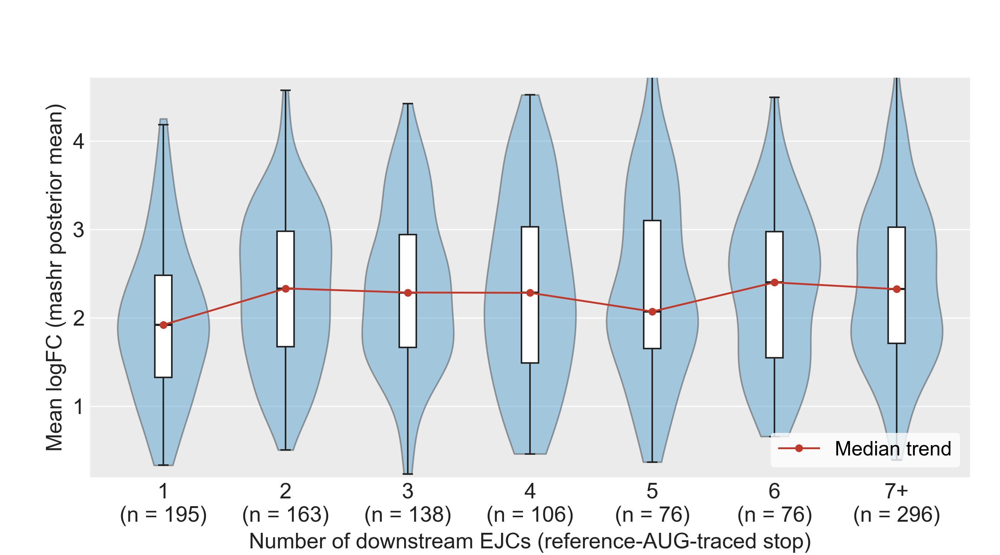 Mean logFC (mashr posterior mean)
4
3
2
1
Median trend
1 2 3 4 5 6 7+
(n = 195) (n = 163) (n = 138) (n = 106) (n = 76) (n = 76) (n = 296)
Number of downstream EJCs (reference-AUG-traced stop)